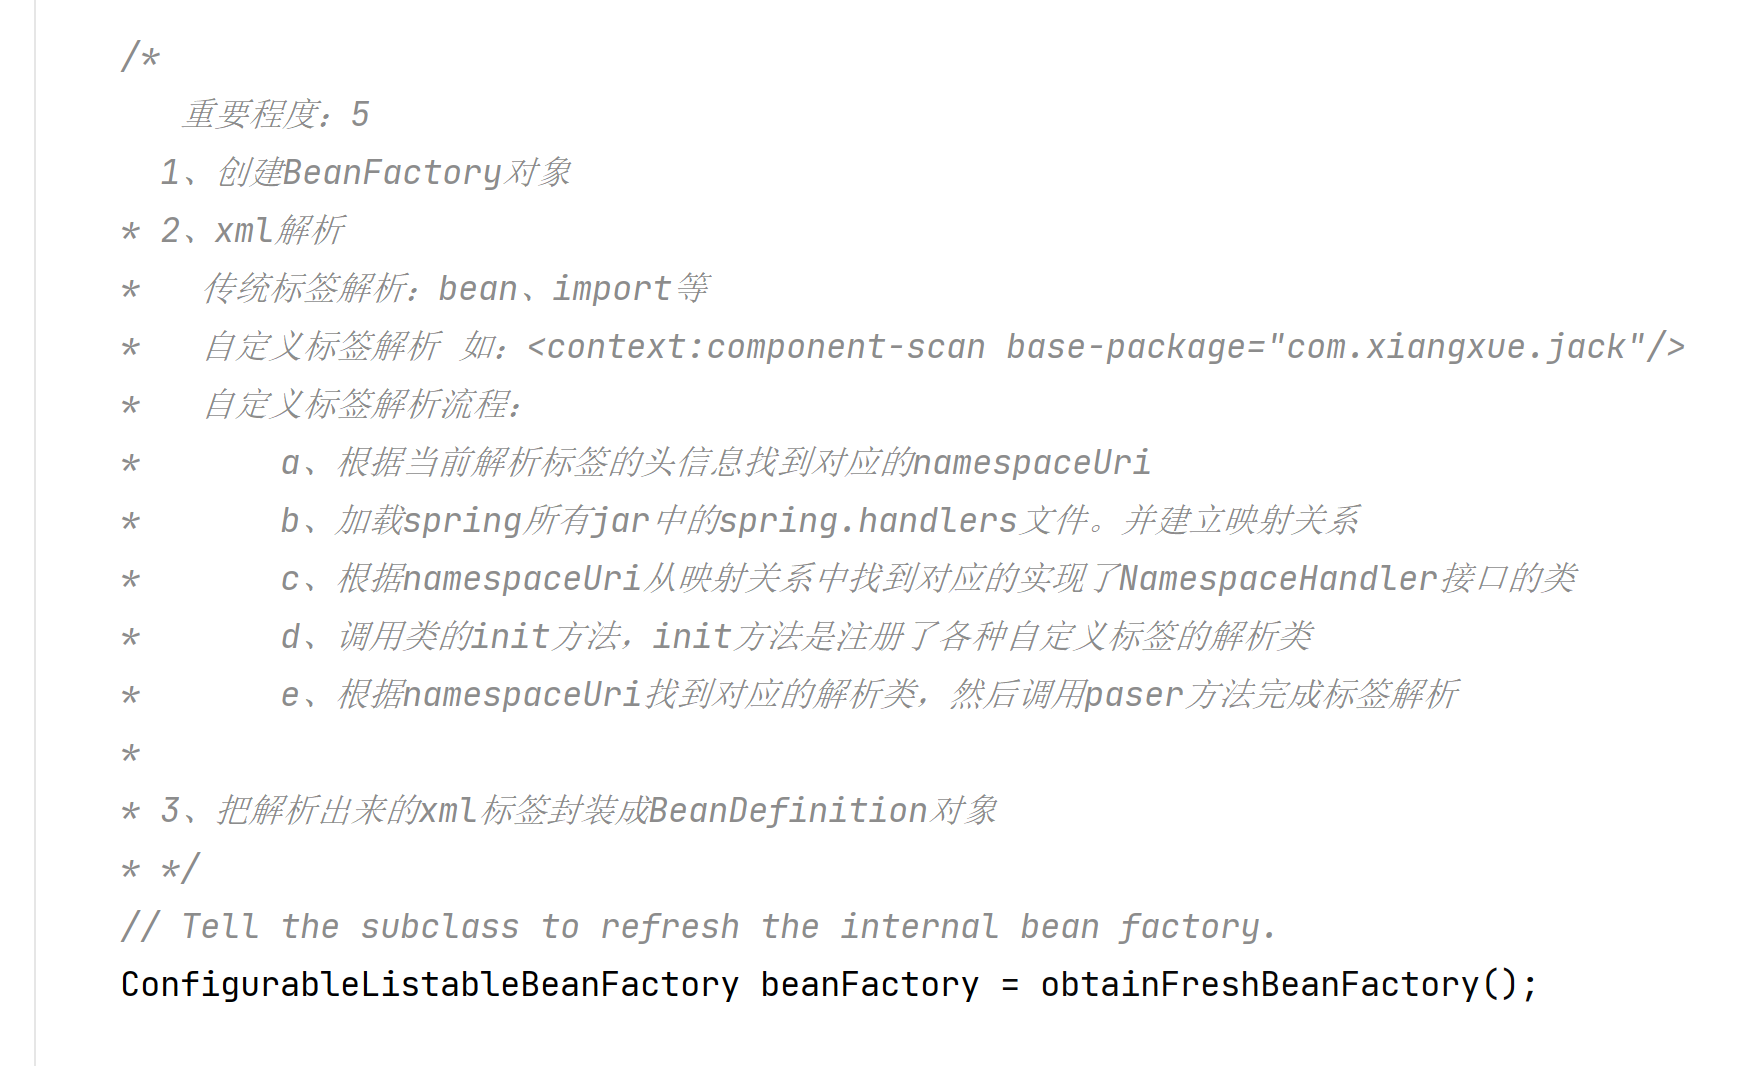 /*
重要程度：5
1、创建BeanFactory对象
* 2、xml解析
* 传统标签解析：bean、import等
* 自定义标签解析 如：<context:component-scan base-package="com.xiangxue.jack"/>
* 自定义标签解析流程：
* a、根据当前解析标签的头信息找到对应的namespaceUri
* b、加载spring所有jar中的spring.handlers文件。并建立映射关系
* c、根据namespaceUri从映射关系中找到对应的实现了NamespaceHandler接口的类
* d、调用类的init方法，init方法是注册了各种自定义标签的解析类
* e、根据namespaceUri找到对应的解析类，然后调用paser方法完成标签解析
*
* 3、把解析出来的xml标签封装成BeanDefinition对象
* */
// Tell the subclass to refresh the internal bean factory.
ConfigurableListableBeanFactory beanFactory = obtainFreshBeanFactory();